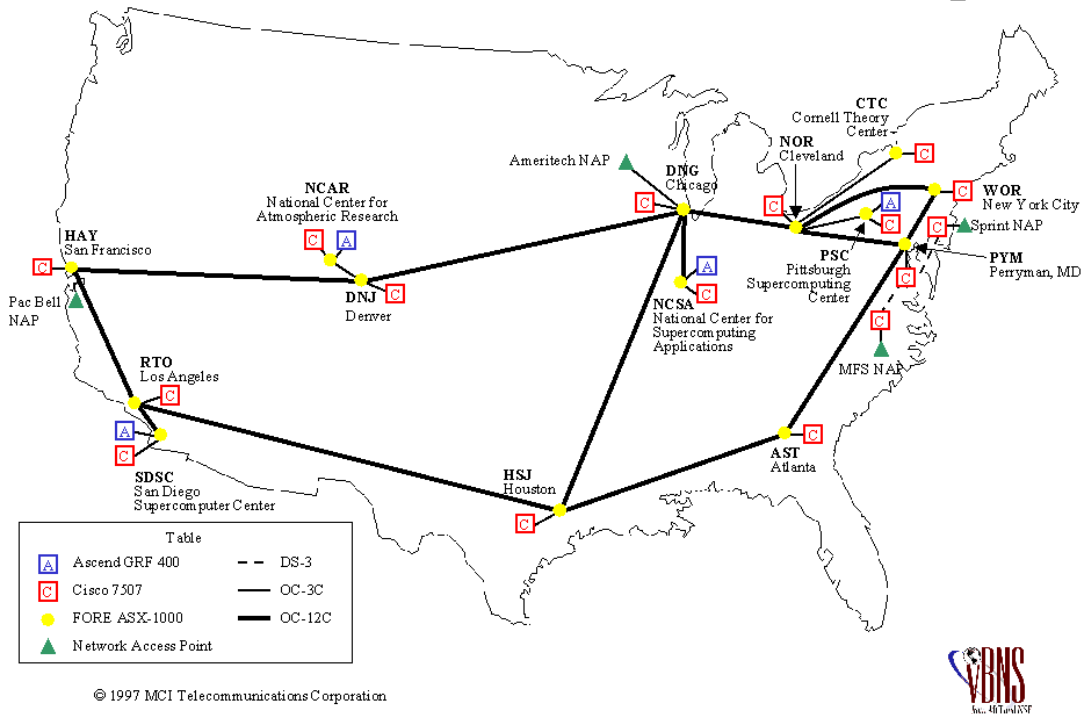 CTC
Cornell Theory
Center
NOR
Cleveland
Ameritech NAP
DNG
Chicago
C
C
C
C
WOR
New York City
NCAR
National Center for
Atmospheric Research
A
C
C
Sprint NAP
HAY
San Francisco
C
A
C
PSC
Pittsburgh
Supercomputing
Center
PYM
Perryman, MD
C
A
C
C
DNJ
Denver
Pac Bell
NAP
NCSA
National Center for
Supercomputing
Applications
C
MFS NAP
RTO
Los Angeles
C
A
C
SDSC
San Diego
Supercomputer Center
HSJ
Houston
C
C
AST
Atlanta
Table
A Ascend GRF 400
DS-3
C Cisco 7507
OC-3C
FORE ASX-1000
OC-12C
Network Access Point
© 1997 MCI Telecommunications Corporation
vBNS